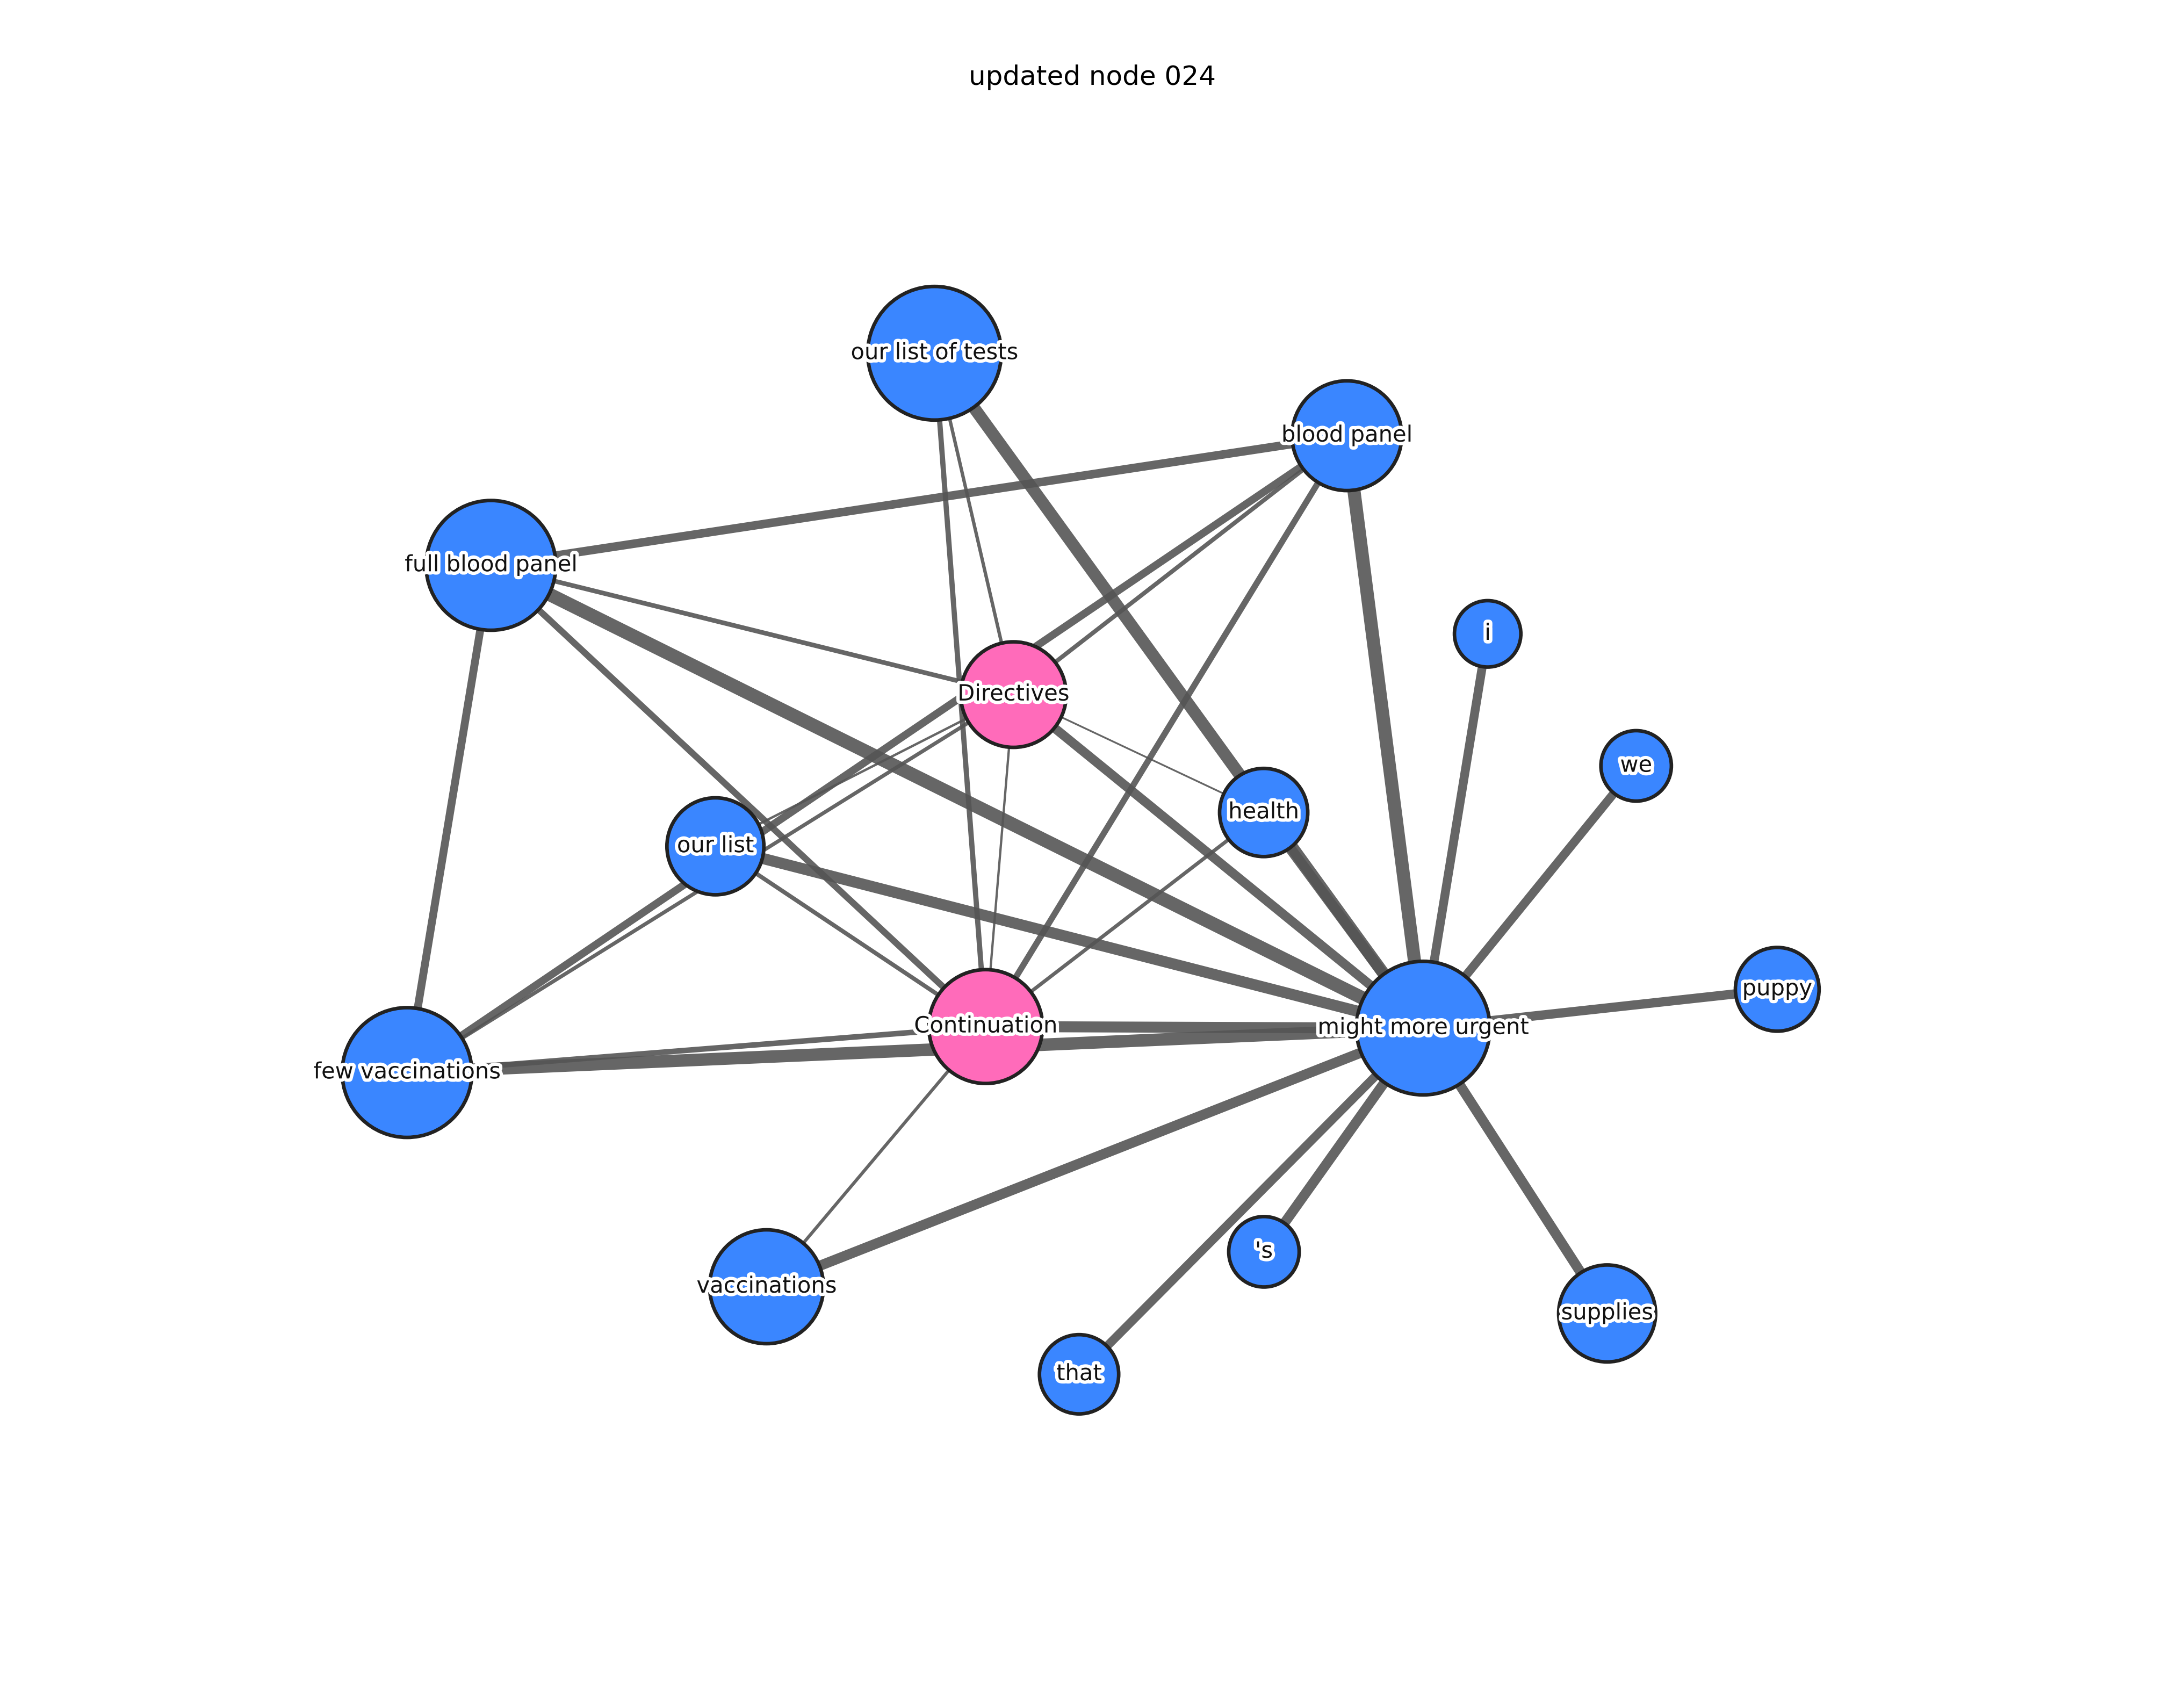 updated node 024
our list of tests
blood panel
full blood panel
i
Directives
we
health
our list
puppy
Continuation
might more urgent
few vaccinations
's
vaccinations
supplies
that